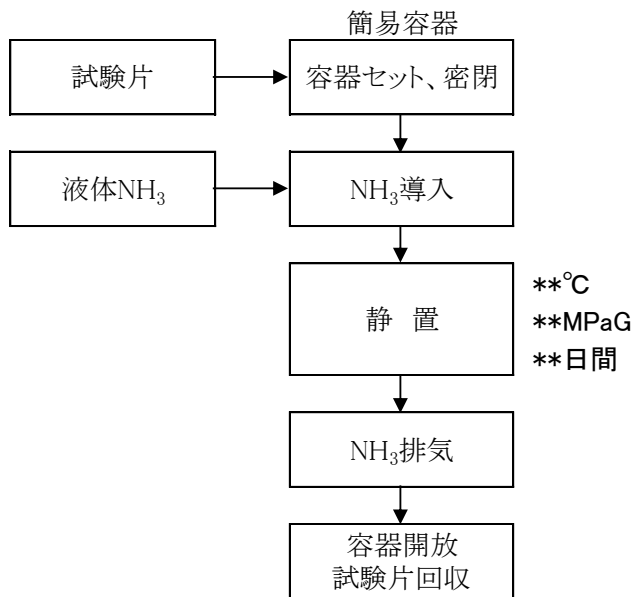 簡易容器
試験片
容器セット、密閉
液体NH₃
NH₃導入
静 置
**℃
**MPaG
**日間
NH₃排気
容器開放
試験片回収